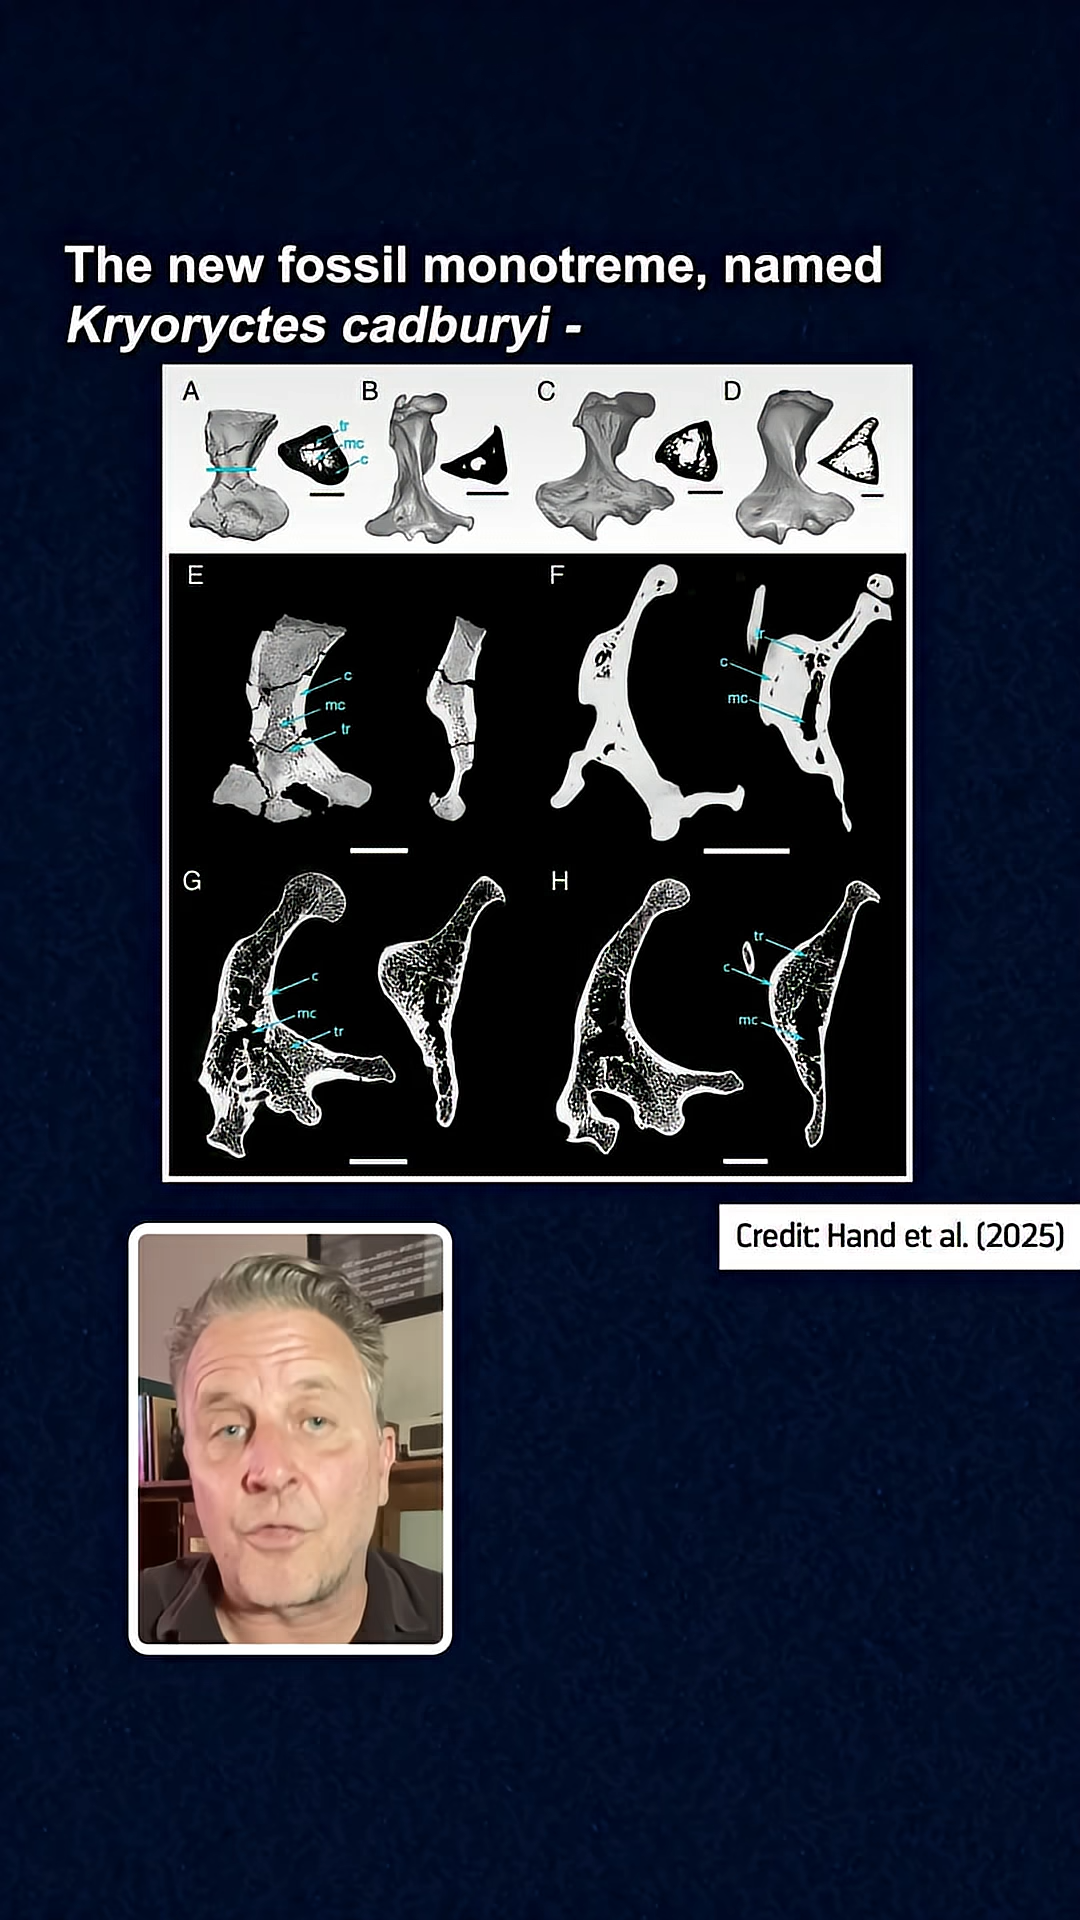 The new fossil monotreme, named
Kryoryctes cadburyi -
A B C D
tr
mc
c
E F
c
mc
tr
tr
c
mc
G H
c
mc
tr
tr
c
mc
Credit: Hand et al. (2025)